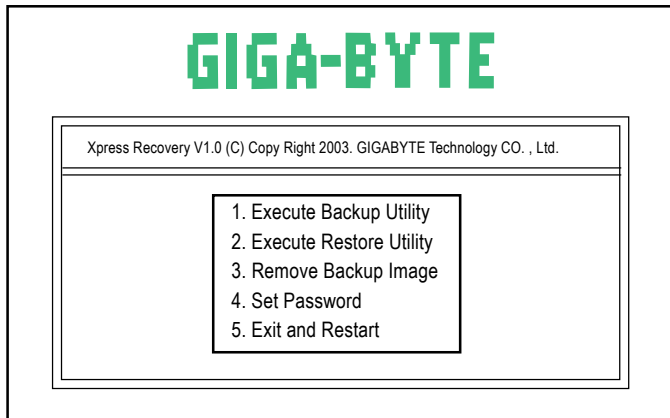 GIGA-BYTE
Xpress Recovery V1.0 (C) Copy Right 2003. GIGABYTE Technology CO. , Ltd.
1. Execute Backup Utility
2. Execute Restore Utility
3. Remove Backup Image
4. Set Password
5. Exit and Restart